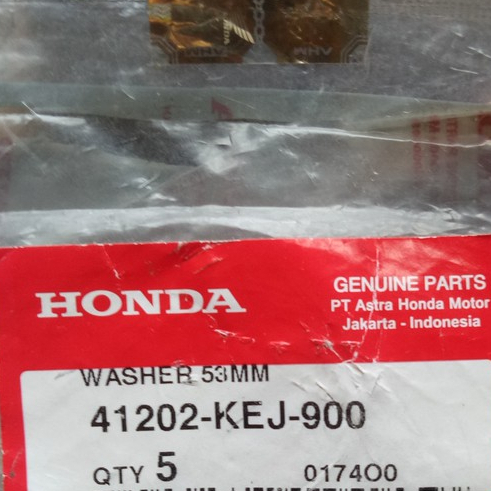 HONDA
GENUINE PARTS
PT Astra Honda Motor
Jakarta - Indonesia
WASHER 53MM
41202-KEJ-900
QTY 5
017400